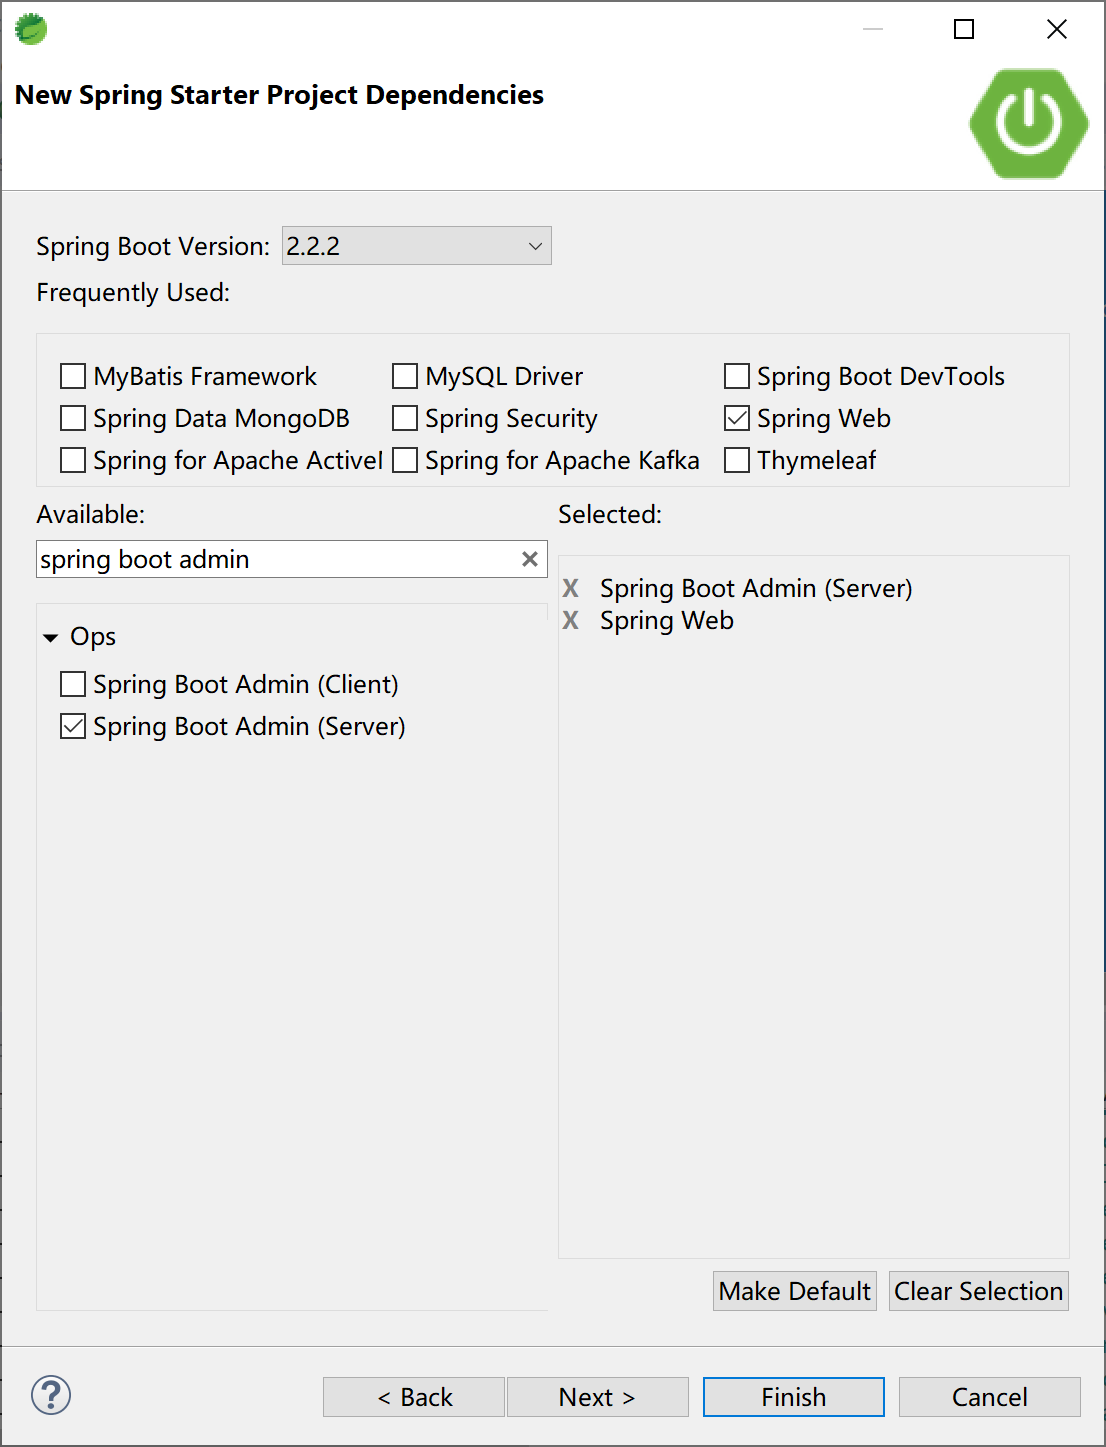 New Spring Starter Project Dependencies
Spring Boot Version: 2.2.2
Frequently Used:
MyBatis Framework MySQL Driver Spring Boot DevTools
Spring Data MongoDB Spring Security Spring Web
Spring for Apache Active Spring for Apache Kafka Thymeleaf
Available: Selected:
spring boot admin
X Spring Boot Admin (Server)
X Spring Web
Ops
Spring Boot Admin (Client)
Spring Boot Admin (Server)
Make Default Clear Selection
? < Back Next > Finish Cancel